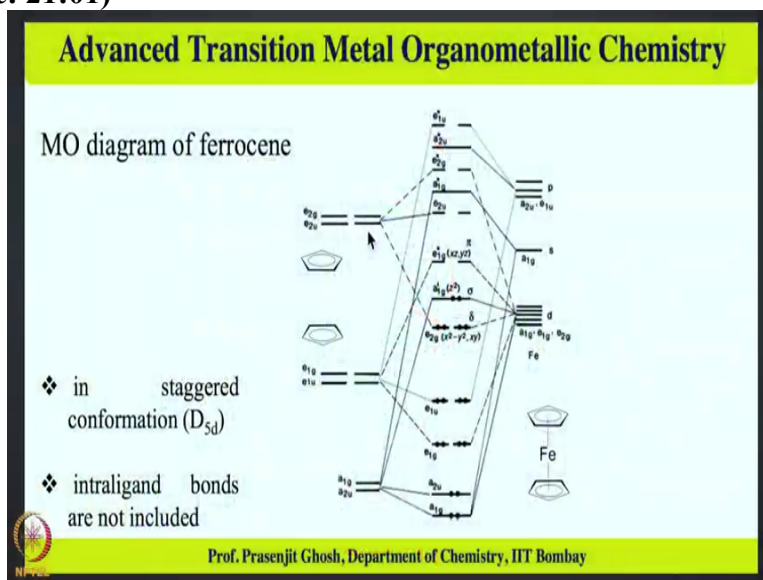 Advanced Transition Metal Organometallic Chemistry
MO diagram of ferrocene
e*1u
a*2u
e*2g
a*1g
e2u
p
a2u, e1u
e2g
e2u
s
a1g
π
e*1g (xz, yz)
a'1g (z²) σ
δ
e2g (x²-y², xy)
d
a1g, e1g, e2g
Fe
e1g
e1u
e1u
e1g
Fe
❖ in staggered
conformation (D5d)
❖ intraligand bonds
are not included
a1g
a2u
a2u
a1g
NPTEL
Prof. Prasenjit Ghosh, Department of Chemistry, IIT Bombay